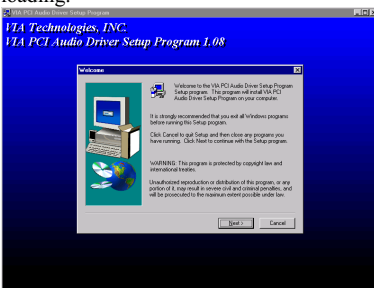 loading.
VIA PCI Audio Driver Setup Program
VIA Technologies, INC.
VIA PCI Audio Driver Setup Program 1.08
Welcome
Welcome to the VIA PCI Audio Driver Setup Program
Setup program. This program will install VIA PCI
Audio Driver Setup Program on your computer.
It is strongly recommended that you exit all Windows programs
before running this Setup program.
Click Cancel to quit Setup and then close any programs you
have running. Click Next to continue with the Setup program.
WARNING: This program is protected by copyright law and
international treaties.
Unauthorized reproduction or distribution of this program, or any
portion of it, may result in severe civil and criminal penalties, and
will be prosecuted to the maximum extent possible under law.
Next >
Cancel